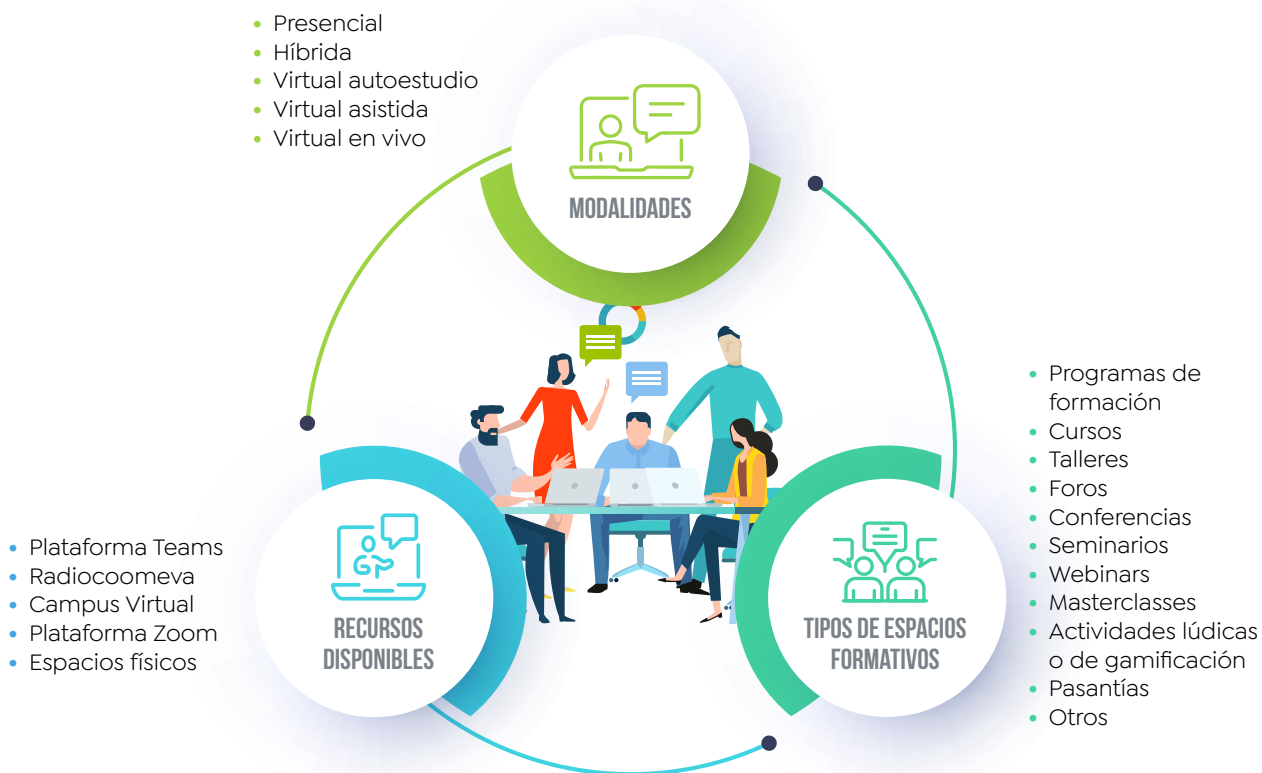 • Presencial
• Híbrida
• Virtual autoestudio
• Virtual asistida
• Virtual en vivo
MODALIDADES
• Plataforma Teams
• Radiocoomeva
• Campus Virtual
• Plataforma Zoom
• Espacios físicos
RECURSOS
DISPONIBLES
TIPOS DE ESPACIOS
FORMATIVOS
• Programas de
formación
• Cursos
• Talleres
• Foros
• Conferencias
• Seminarios
• Webinars
• Masterclasses
• Actividades lúdicas
o de gamificación
• Pasantías
• Otros